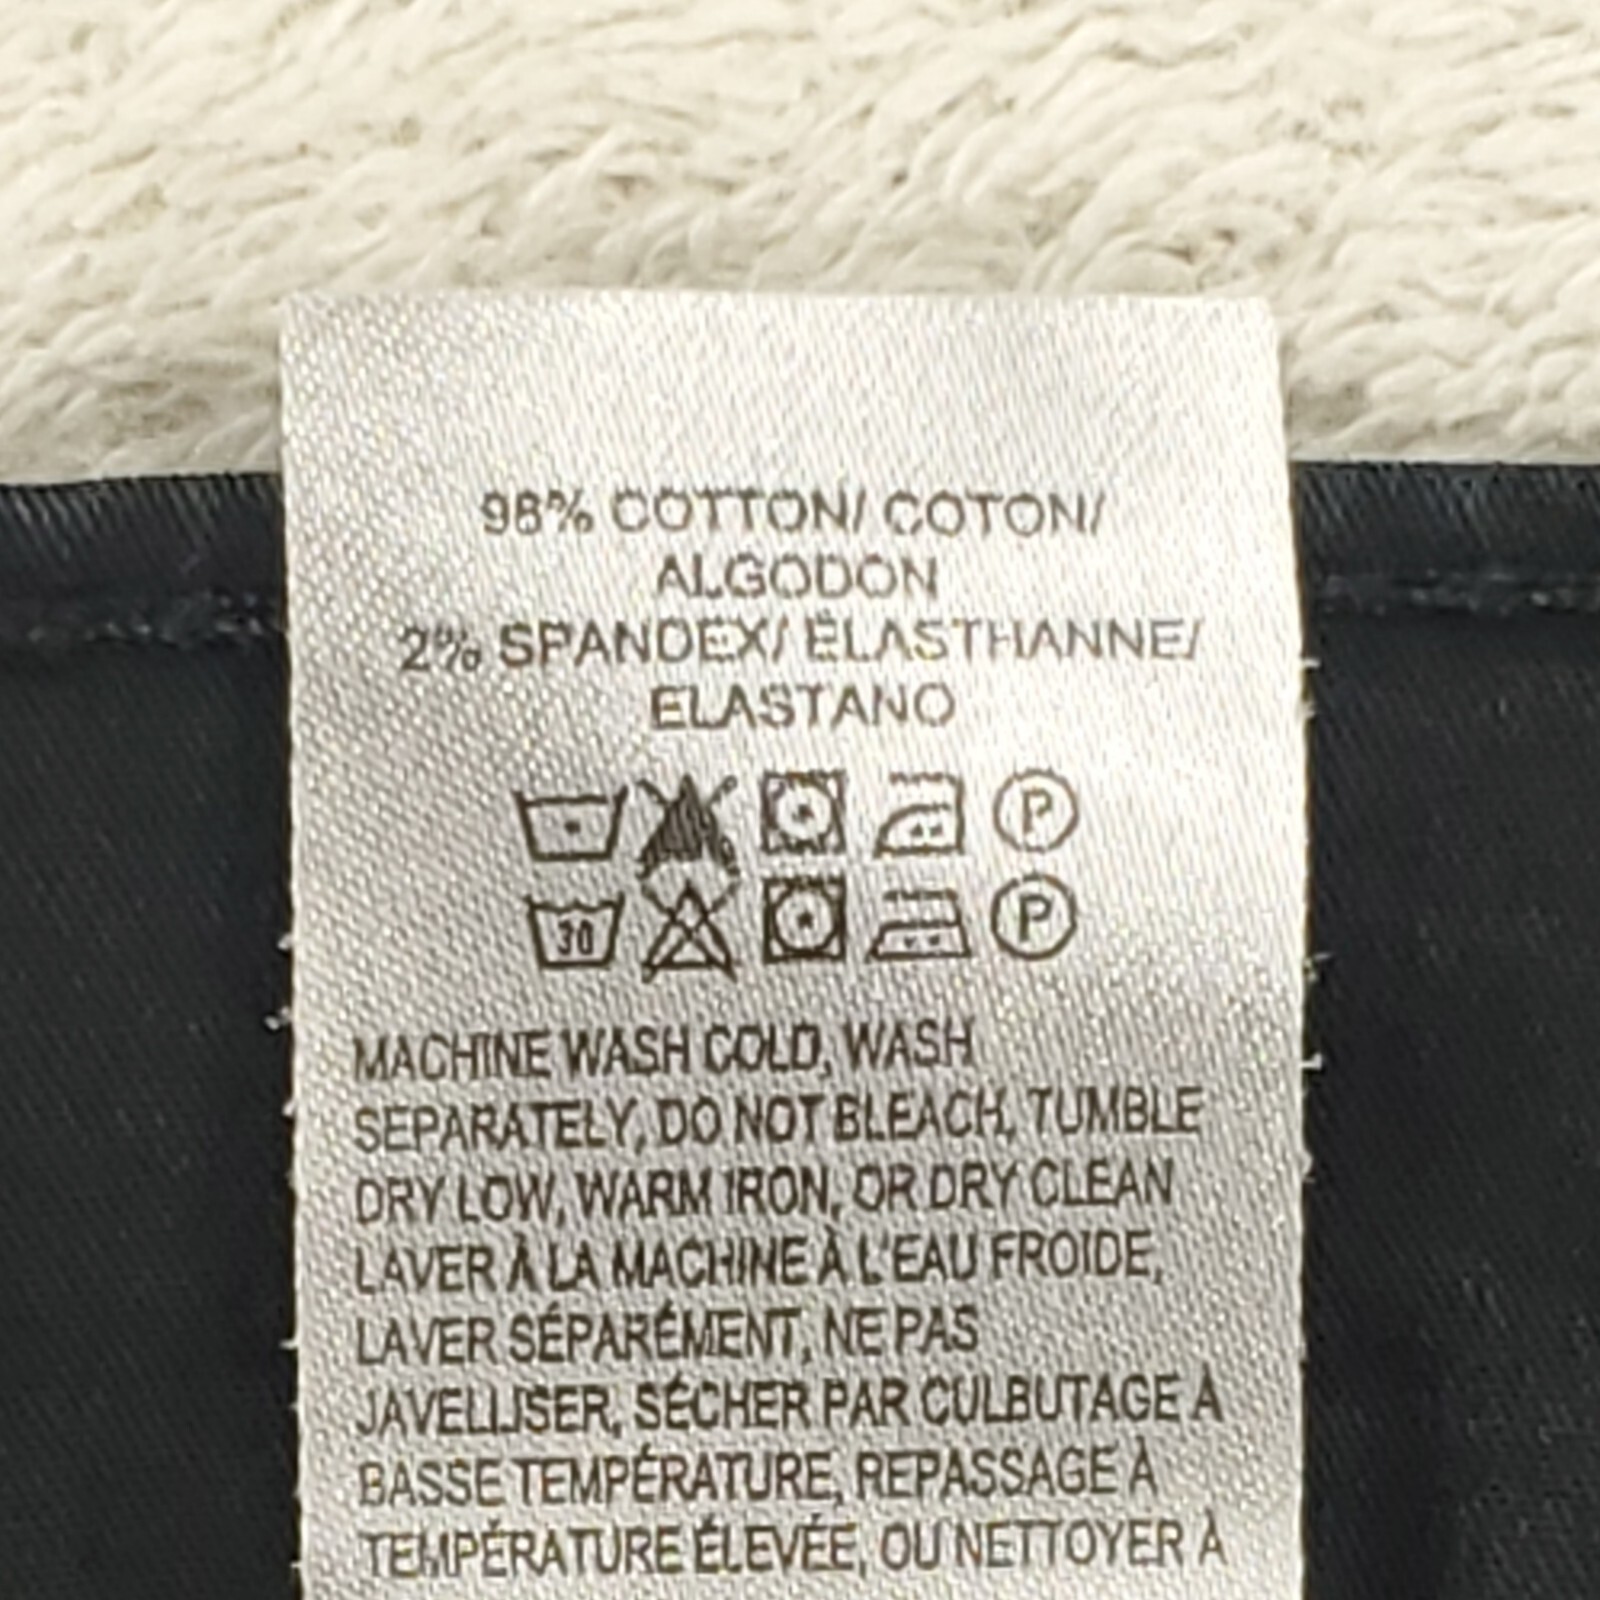 98% COTTON/ COTON/
ALGODON
2% SPANDEX/ ÉLASTHANNE/
ELASTANO
P
30 P
MACHINE WASH COLD, WASH
SEPARATELY, DO NOT BLEACH, TUMBLE
DRY LOW, WARM IRON, OR DRY CLEAN
LAVER À LA MACHINE À L'EAU FROIDE,
LAVER SÉPARÉMENT, NE PAS
JAVELLISER, SÉCHER PAR CULBUTAGE À
BASSE TEMPÉRATURE, REPASSAGE À
TEMPÉRATURE ÉLEVÉE, OU NETTOYER À